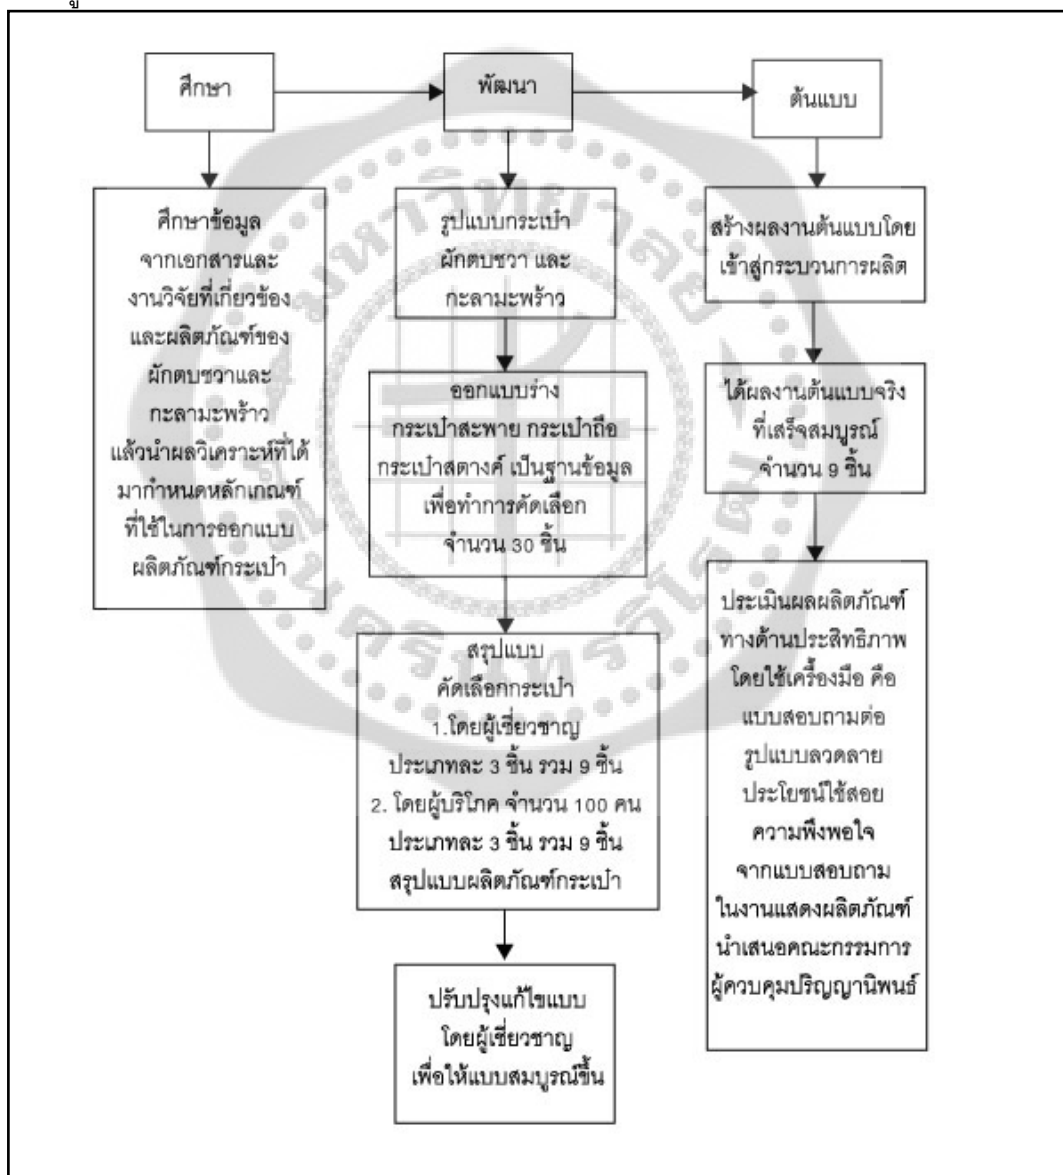 ศึกษา
พัฒนา
ต้นแบบ
ศึกษาข้อมูล
จากเอกสารและ
งานวิจัยที่เกี่ยวข้อง
และผลิตภัณฑ์ของ
ผักตบชวาและ
กะลามะพร้าว
แล้วนำผลวิเคราะห์ที่ได้
มากำหนดหลักเกณฑ์
ที่ใช้ในการออกแบบ
ผลิตภัณฑ์กระเป๋า
รูปแบบกระเป๋า
ผักตบชวา และ
กะลามะพร้าว
ออกแบบร่าง
กระเป๋าสะพาย กระเป๋าถือ
กระเป๋าสตางค์ เป็นฐานข้อมูล
เพื่อทำการคัดเลือก
จำนวน 30 ชิ้น
สรุปแบบ
คัดเลือกกระเป๋า
1.โดยผู้เชี่ยวชาญ
ประเภทละ 3 ชิ้น รวม 9 ชิ้น
2. โดยผู้บริโภค จำนวน 100 คน
ประเภทละ 3 ชิ้น รวม 9 ชิ้น
สรุปแบบผลิตภัณฑ์กระเป๋า
ปรับปรุงแก้ไขแบบ
โดยผู้เชี่ยวชาญ
เพื่อให้แบบสมบูรณ์ขึ้น
สร้างผลงานต้นแบบโดย
เข้าสู่กระบวนการผลิต
ได้ผลงานต้นแบบจริง
ที่เสร็จสมบูรณ์
จำนวน 9 ชิ้น
ประเมินผลผลิตภัณฑ์
ทางด้านประสิทธิภาพ
โดยใช้เครื่องมือ คือ
แบบสอบถามต่อ
รูปแบบลวดลาย
ประโยชน์ใช้สอย
ความพึงพอใจ
จากแบบสอบถาม
ในงานแสดงผลิตภัณฑ์
นำเสนอคณะกรรมการ
ผู้ควบคุมปริญญานิพนธ์
มหาวิทยาลัย
ศรีนครินทรวิโรฒ